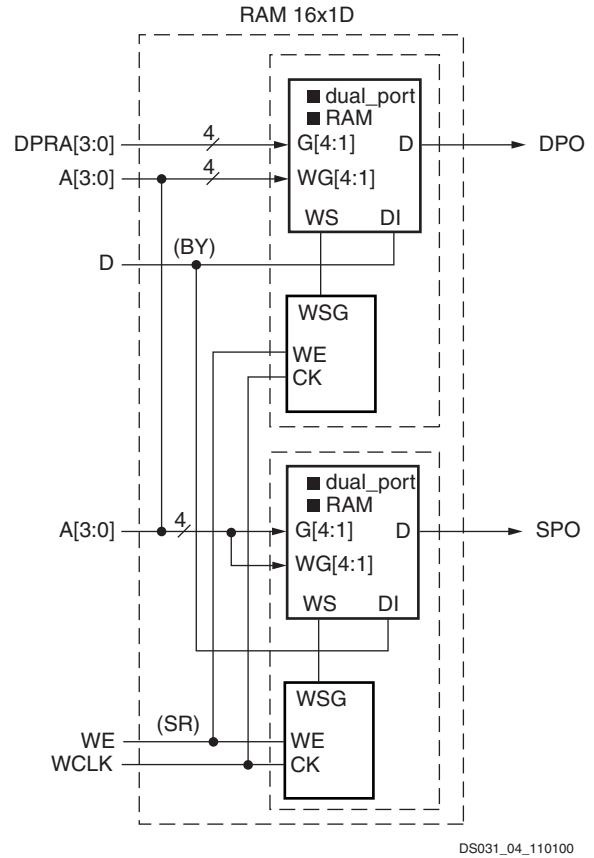 RAM 16x1D
dual_port
RAM
DPRA[3:0] 4 G[4:1] D DPO
A[3:0] 4 WG[4:1]
WS DI
D (BY)
WSG
WE
CK
dual_port
RAM
A[3:0] 4 G[4:1] D SPO
WG[4:1]
WS DI
WSG
WE (SR) WE
WCLK CK
DS031_04_110100